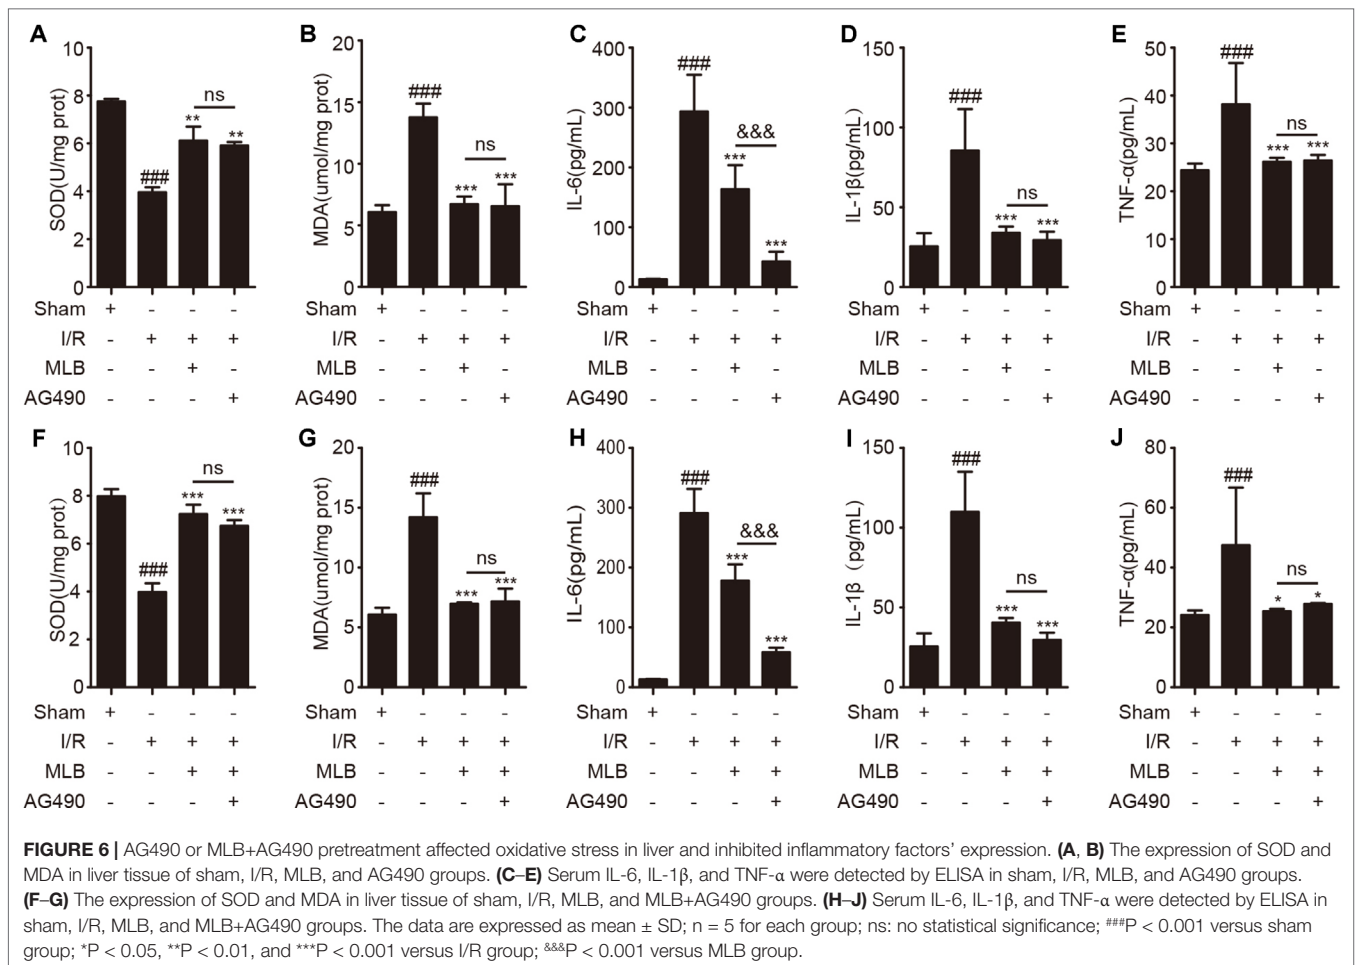 A B C D E
SOD(U/mg prot)
10
8
6
4
2
0
###
**
ns
**
MDA(umol/mg prot)
20
15
10
5
0
###
***
ns
***
IL-6(pg/mL)
400
300
200
100
0
###
***
&&&
***
IL-1β(pg/mL)
150
100
50
0
###
***
ns
***
TNF-α(pg/mL)
50
40
30
20
10
0
###
***
ns
***
Sham + - - - + - - - + - - - + - - - + - - -
I/R - + + + - + + + - + + + - + + + - + + +
MLB - - + - - - + - - - + - - - + - - - + -
AG490 - - - + - - - + - - - + - - - + - - - +
F G H I J
SOD(U/mg prot)
10
8
6
4
2
0
###
***
ns
***
MDA(umol/mg prot)
20
15
10
5
0
###
***
ns
***
IL-6(pg/mL)
400
300
200
100
0
###
***
&&&
***
IL-1β (pg/mL)
150
100
50
0
###
***
ns
***
TNF-α(pg/mL)
80
60
40
20
0
###
*
ns
*
Sham + - - - Sham + - - - Sham + - - - Sham + - - - Sham + - - -
I/R - + + + I/R - + + + I/R - + + + I/R - + + + I/R - + + +
MLB - - + + MLB - - + + MLB - - + + MLB - - + + MLB - - + +
AG490 - - - + AG490 - - - + AG490 - - - + AG490 - - - + AG490 - - - +
FIGURE 6 | AG490 or MLB+AG490 pretreatment affected oxidative stress in liver and inhibited inflammatory factors' expression. (A, B) The expression of SOD and
MDA in liver tissue of sham, I/R, MLB, and AG490 groups. (C–E) Serum IL-6, IL-1β, and TNF-α were detected by ELISA in sham, I/R, MLB, and AG490 groups.
(F–G) The expression of SOD and MDA in liver tissue of sham, I/R, MLB, and MLB+AG490 groups. (H–J) Serum IL-6, IL-1β, and TNF-α were detected by ELISA in
sham, I/R, MLB, and MLB+AG490 groups. The data are expressed as mean ± SD; n = 5 for each group; ns: no statistical significance; ###P < 0.001 versus sham
group; *P < 0.05, **P < 0.01, and ***P < 0.001 versus I/R group; &&&P < 0.001 versus MLB group.